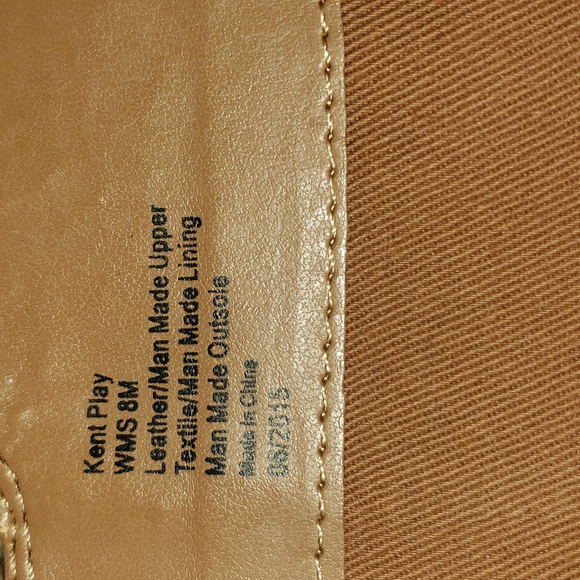 Kent Play
WMS 8M
Leather/Man Made Upper
Textile/Man Made Lining
Man Made Outsole
Made In China
06/2015